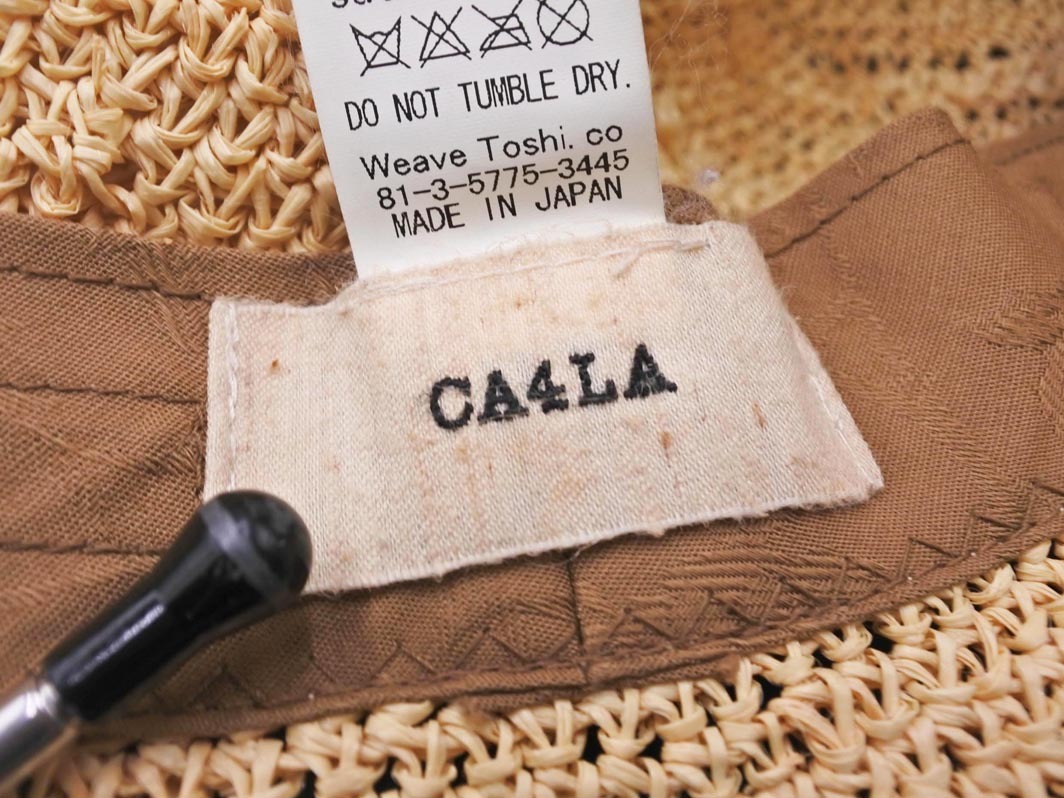 DO NOT TUMBLE DRY.
Weave Toshi. co
81-3-5775-3445
MADE IN JAPAN
CA4LA